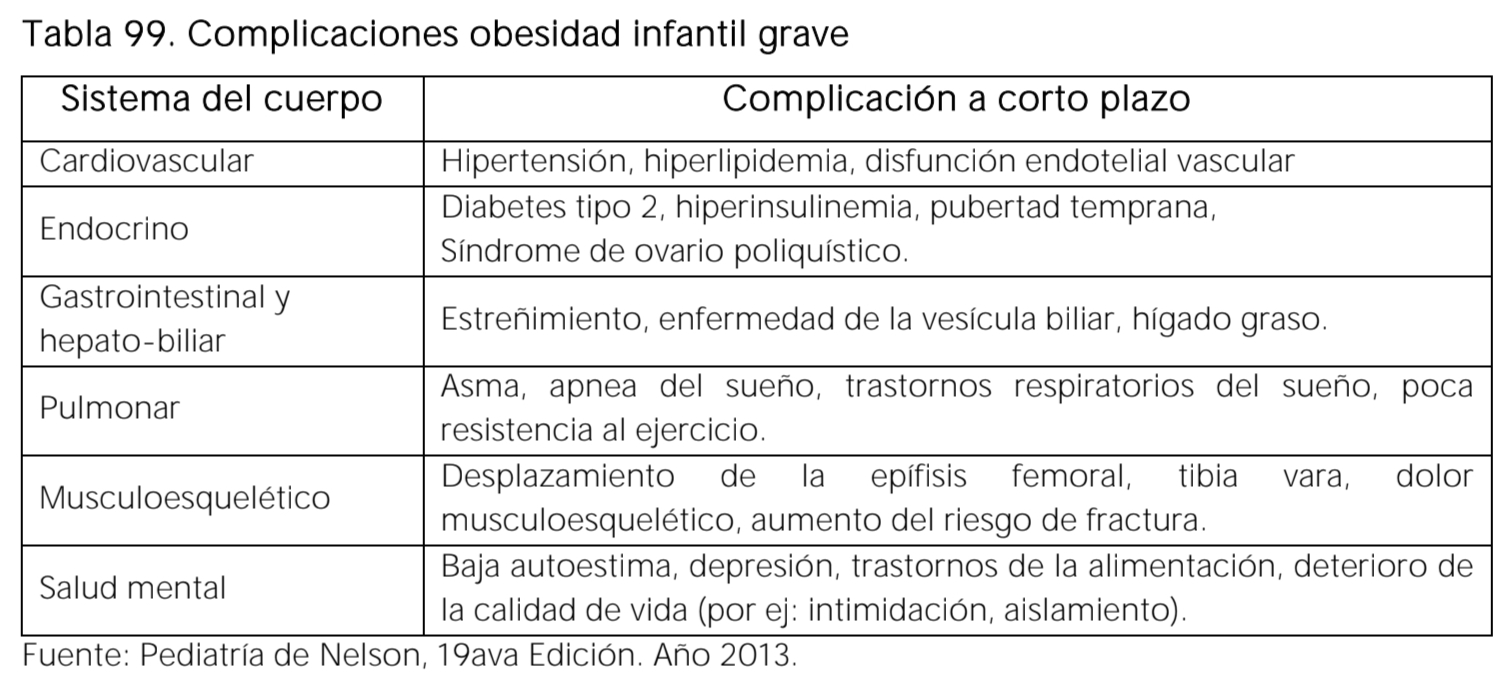 Tabla 99. Complicaciones obesidad infantil grave
Sistema del cuerpo
Complicación a corto plazo
Cardiovascular
Hipertensión, hiperlipidemia, disfunción endotelial vascular
Endocrino
Diabetes tipo 2, hiperinsulinemia, pubertad temprana,
Síndrome de ovario poliquístico.
Gastrointestinal y
hepato-biliar
Estreñimiento, enfermedad de la vesícula biliar, hígado graso.
Pulmonar
Asma, apnea del sueño, trastornos respiratorios del sueño, poca
resistencia al ejercicio.
Musculoesquelético
Desplazamiento de la epífisis femoral, tibia vara, dolor
musculoesquelético, aumento del riesgo de fractura.
Salud mental
Baja autoestima, depresión, trastornos de la alimentación, deterioro de
la calidad de vida (por ej: intimidación, aislamiento).
Fuente: Pediatría de Nelson, 19ava Edición. Año 2013.